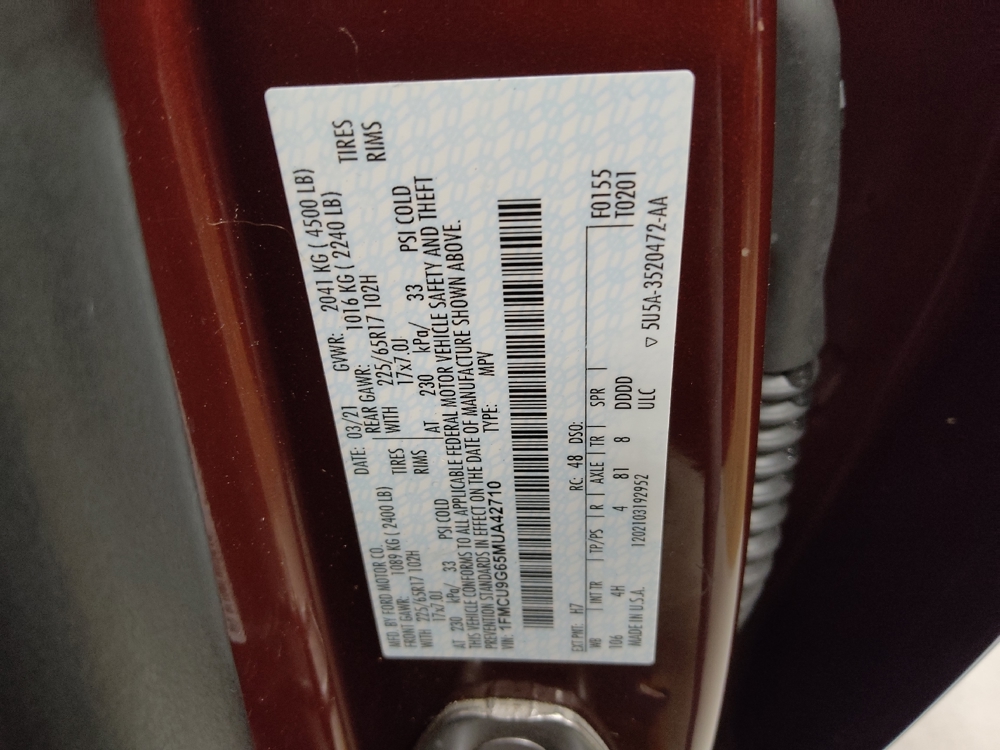 MFD. BY FORD MOTOR CO.
DATE: 03/21 GVWR: 2041 KG ( 4500 LB)
FRONT GAWR: 1089 KG ( 2400 LB) REAR GAWR: 1016 KG ( 2240 LB)
WITH 225/65R17 102H TIRES WITH 225/65R17 102H TIRES
17x7.0J RIMS 17x7.0J RIMS
AT 230 kPa/ 33 PSI COLD AT 230 kPa/ 33 PSI COLD
THIS VEHICLE CONFORMS TO ALL APPLICABLE FEDERAL MOTOR VEHICLE SAFETY AND THEFT
PREVENTION STANDARDS IN EFFECT ON THE DATE OF MANUFACTURE SHOWN ABOVE.
VIN: 1FMCU9G65MUA42710 TYPE: MPV
EXT PNT: H7 RC: 48 DSO: F0155
WB INT TR TP/PS R AXLE TR SPR T0201
106 4H 4 81 8 DDDD
MADE IN U.S.A. 1202103192952 ULC ▽ 5U5A-3520472-AA